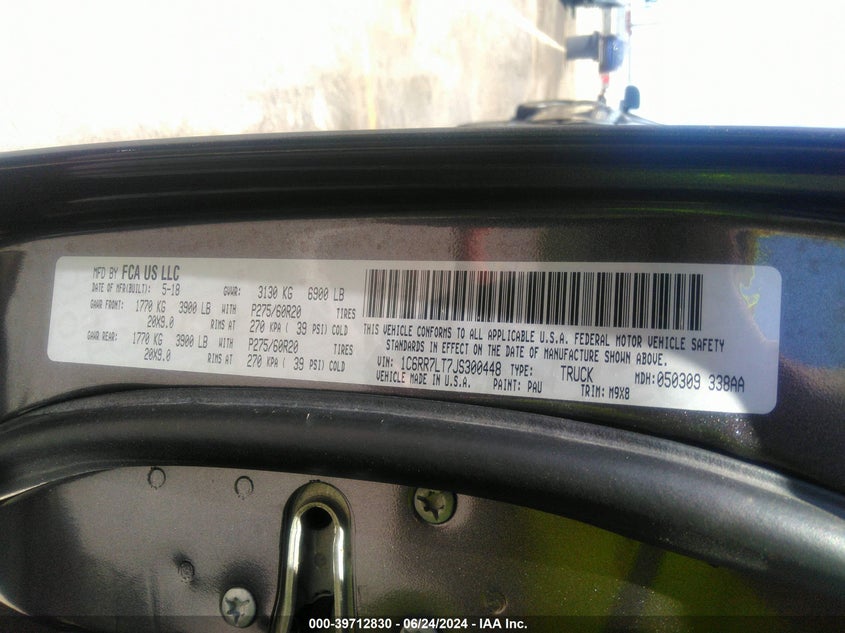 MFD BY FCA US LLC
DATE OF MFR(BUILT): 5-18 GVWR: 3130 KG 6900 LB
GAWR FRONT: 1770 KG 3900 LB WITH P275/60R20 TIRES
20X9.0 RIMS AT 270 KPA ( 39 PSI) COLD
GAWR REAR: 1770 KG 3900 LB WITH P275/60R20 TIRES
20X9.0 RIMS AT 270 KPA ( 39 PSI) COLD
THIS VEHICLE CONFORMS TO ALL APPLICABLE U.S.A. FEDERAL MOTOR VEHICLE SAFETY
STANDARDS IN EFFECT ON THE DATE OF MANUFACTURE SHOWN ABOVE.
VIN: 1C6RR7LT7JS300448 TYPE: TRUCK MDH: 050309 338AA
VEHICLE MADE IN U.S.A. PAINT: PAU TRIM: M9X8
000-39712830 - 06/24/2024 - IAA Inc.